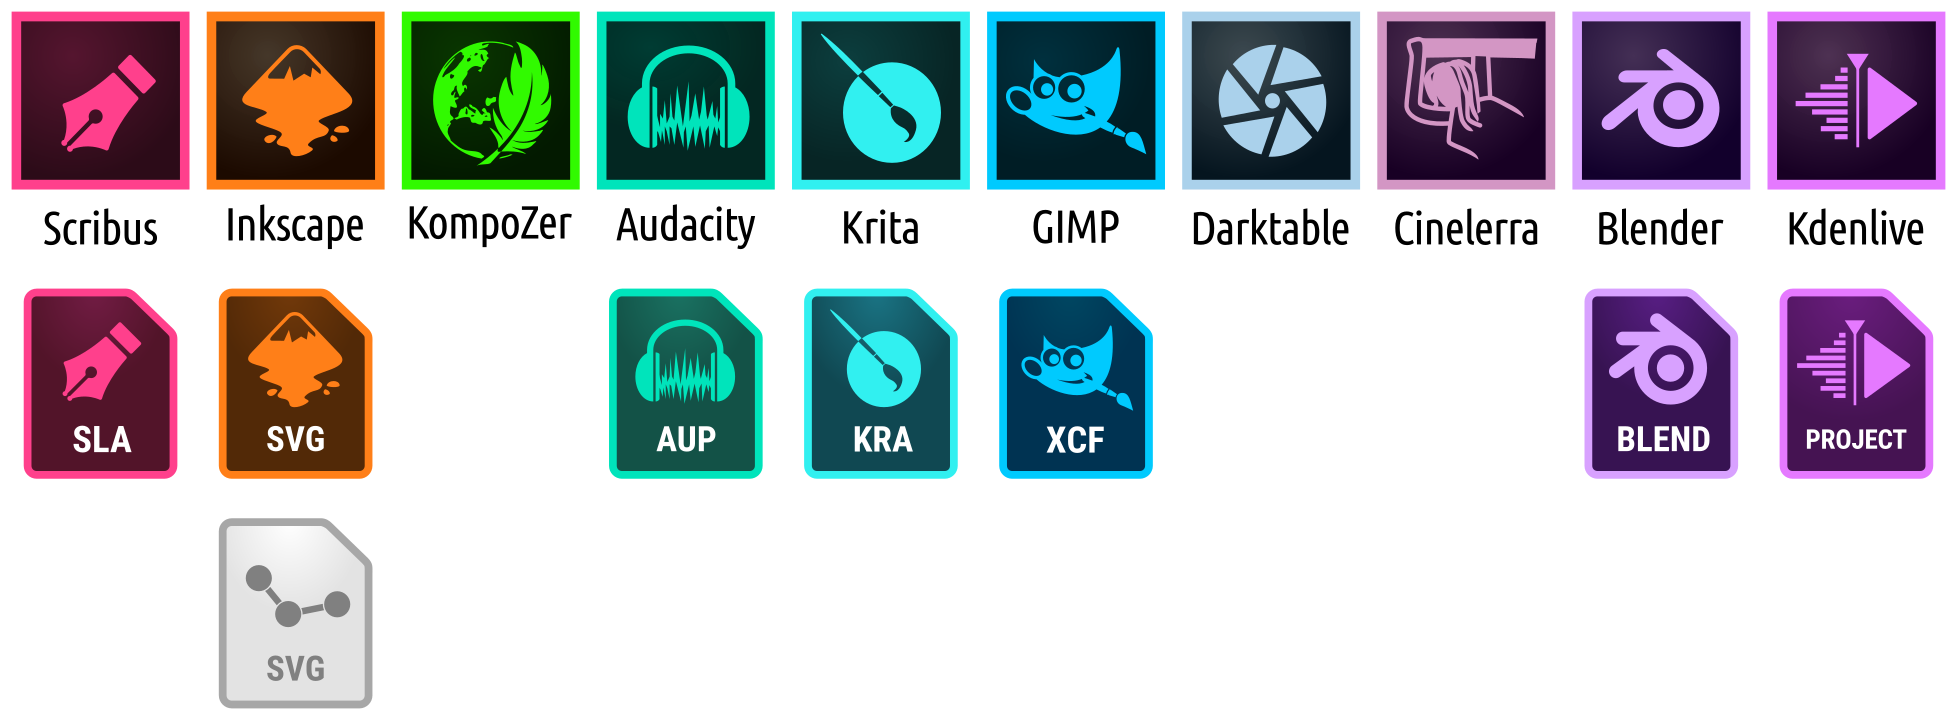 Scribus Inkscape KompoZer Audacity Krita GIMP Darktable Cinelerra Blender Kdenlive
SLA SVG AUP KRA XCF BLEND PROJECT
SVG